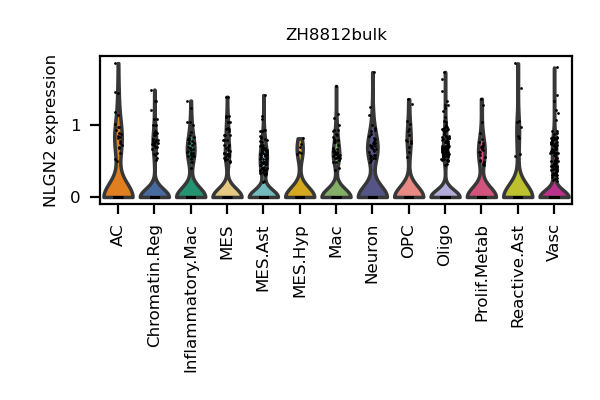 ZH8812bulk
NLGN2 expression
1
0
AC
Chromatin.Reg
Inflammatory.Mac
MES
MES.Ast
MES.Hyp
Mac
Neuron
OPC
Oligo
Prolif.Metab
Reactive.Ast
Vasc